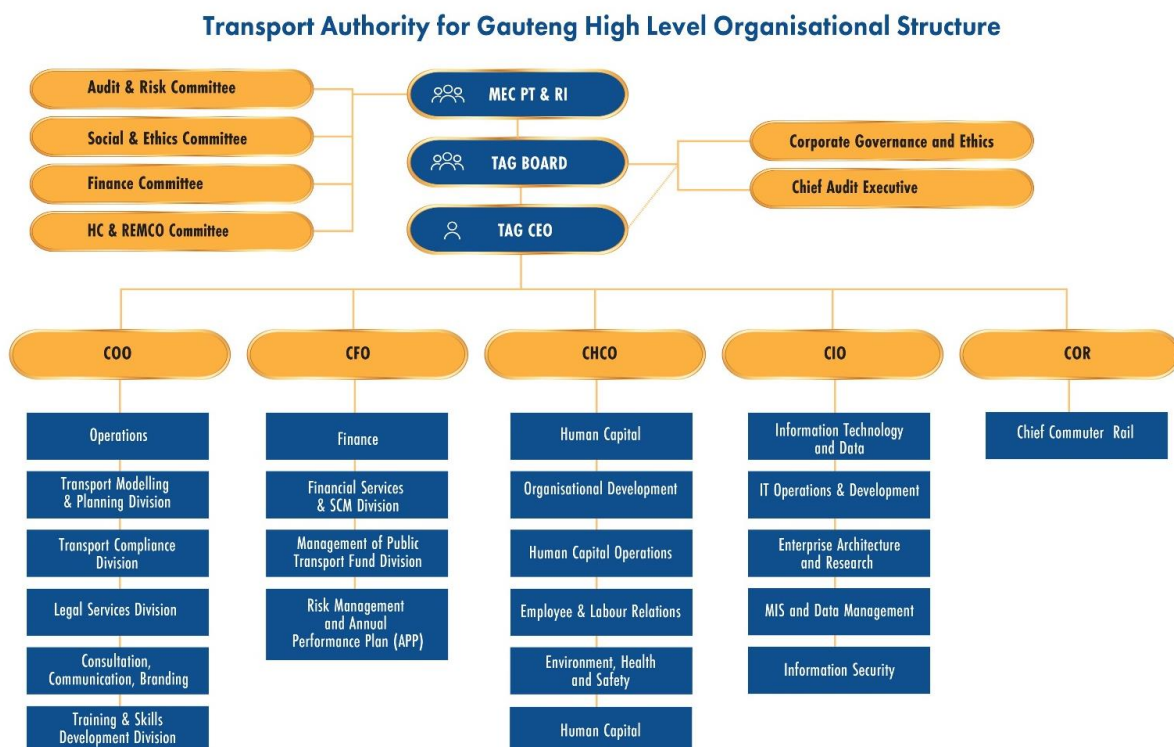 Transport Authority for Gauteng High Level Organisational Structure
Audit & Risk Committee
Social & Ethics Committee
Finance Committee
HC & REMCO Committee
MEC PT & RI
TAG BOARD
TAG CEO
Corporate Governance and Ethics
Chief Audit Executive
COO
Operations
Transport Modelling
& Planning Division
Transport Compliance
Division
Legal Services Division
Consultation,
Communication, Branding
Training & Skills
Development Division
CFO
Finance
Financial Services
& SCM Division
Management of Public
Transport Fund Division
Risk Management
and Annual
Performance Plan (APP)
CHCO
Human Capital
Organisational Development
Human Capital Operations
Employee & Labour Relations
Environment, Health
and Safety
Human Capital
CIO
Information Technology
and Data
IT Operations & Development
Enterprise Architecture
and Research
MIS and Data Management
Information Security
COR
Chief Commuter Rail